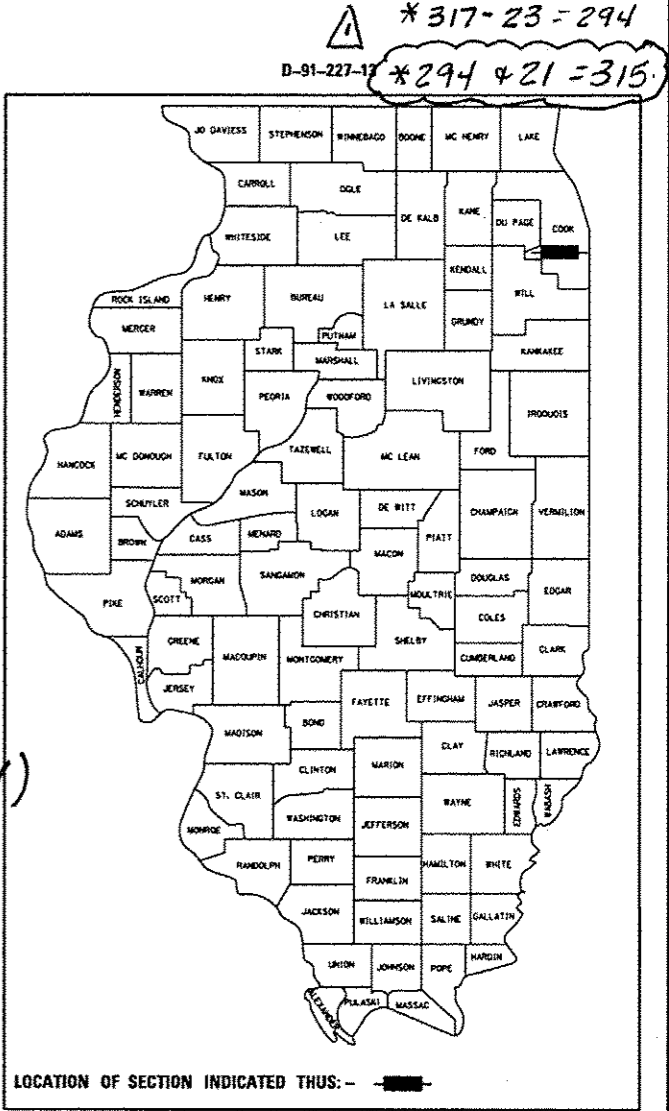 *317-23=294
1
D-91-227-13 *294 & 21 =315.
JO DAVIESS STEPHENSON WINNEBAGO BOONE MC HENRY LAKE
CARROLL OGLE
DE KALB KANE DU PAGE COOK
WHITESIDE LEE
KENDALL WILL
ROCK ISLAND HENRY BUREAU LA SALLE
GRUNDY
MERCER PUTNAM
STARK MARSHALL KANKAKEE
HENDERSON WARREN KNOX PEORIA WOODFORD LIVINGSTON
IROQUOIS
HANCOCK MC DONOUGH FULTON TAZEWELL MC LEAN FORD
MASON
SCHUYLER LOGAN DE WITT CHAMPAIGN VERMILION
ADAMS BROWN CASS MENARD PIATT
MACON
PIKE SCOTT MORGAN SANGAMON DOUGLAS EDGAR
MOULTRIE
CHRISTIAN COLES
GREENE SHELBY
CALHOUN MACOUPIN MONTGOMERY CUMBERLAND CLARK
JERSEY
FAYETTE EFFINGHAM JASPER CRAWFORD
MADISON BOND
CLAY RICHLAND LAWRENCE
CLINTON MARION
ST. CLAIR WAYNE EDWARDS WABASH
WASHINGTON JEFFERSON
MONROE
RANDOLPH PERRY HAMILTON WHITE
FRANKLIN
JACKSON WILLIAMSON SALINE GALLATIN
UNION JOHNSON POPE HARDIN
ALEXANDER PULASKI MASSAC
LOCATION OF SECTION INDICATED THUS: -